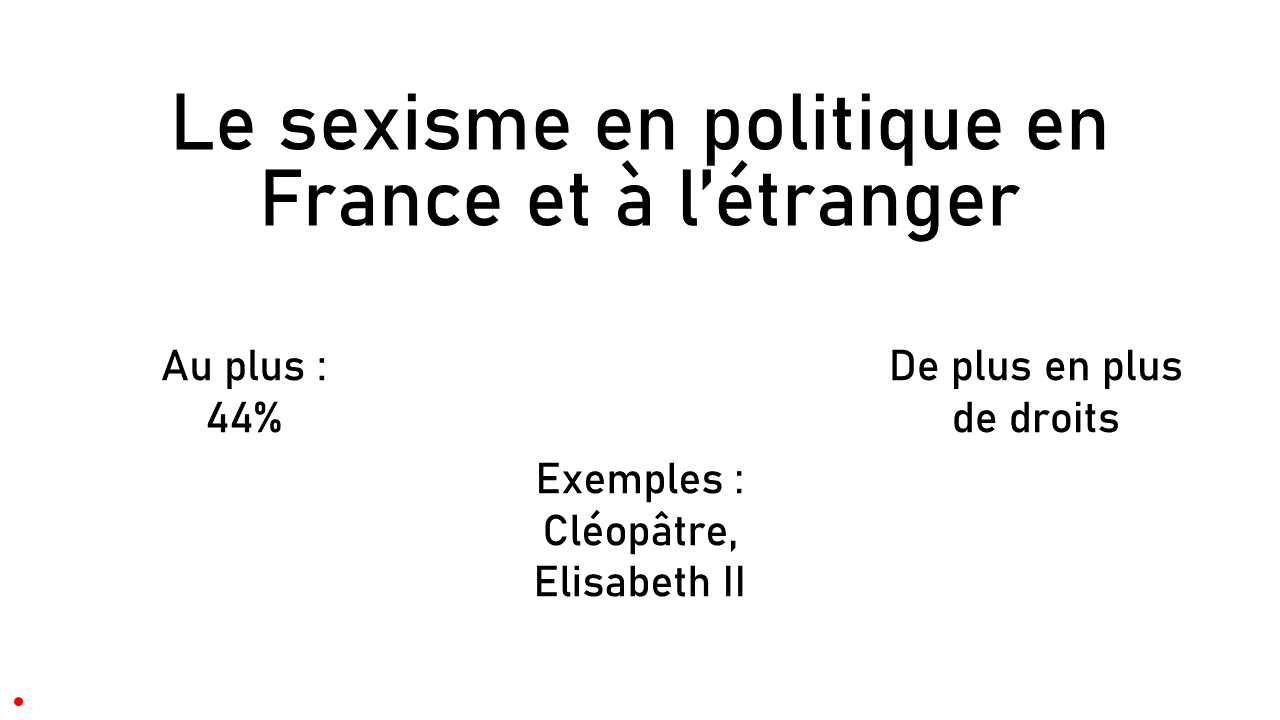 Le sexisme en politique en
France et à l'étranger
Au plus :
44%
De plus en plus
de droits
Exemples :
Cléopâtre,
Elisabeth II